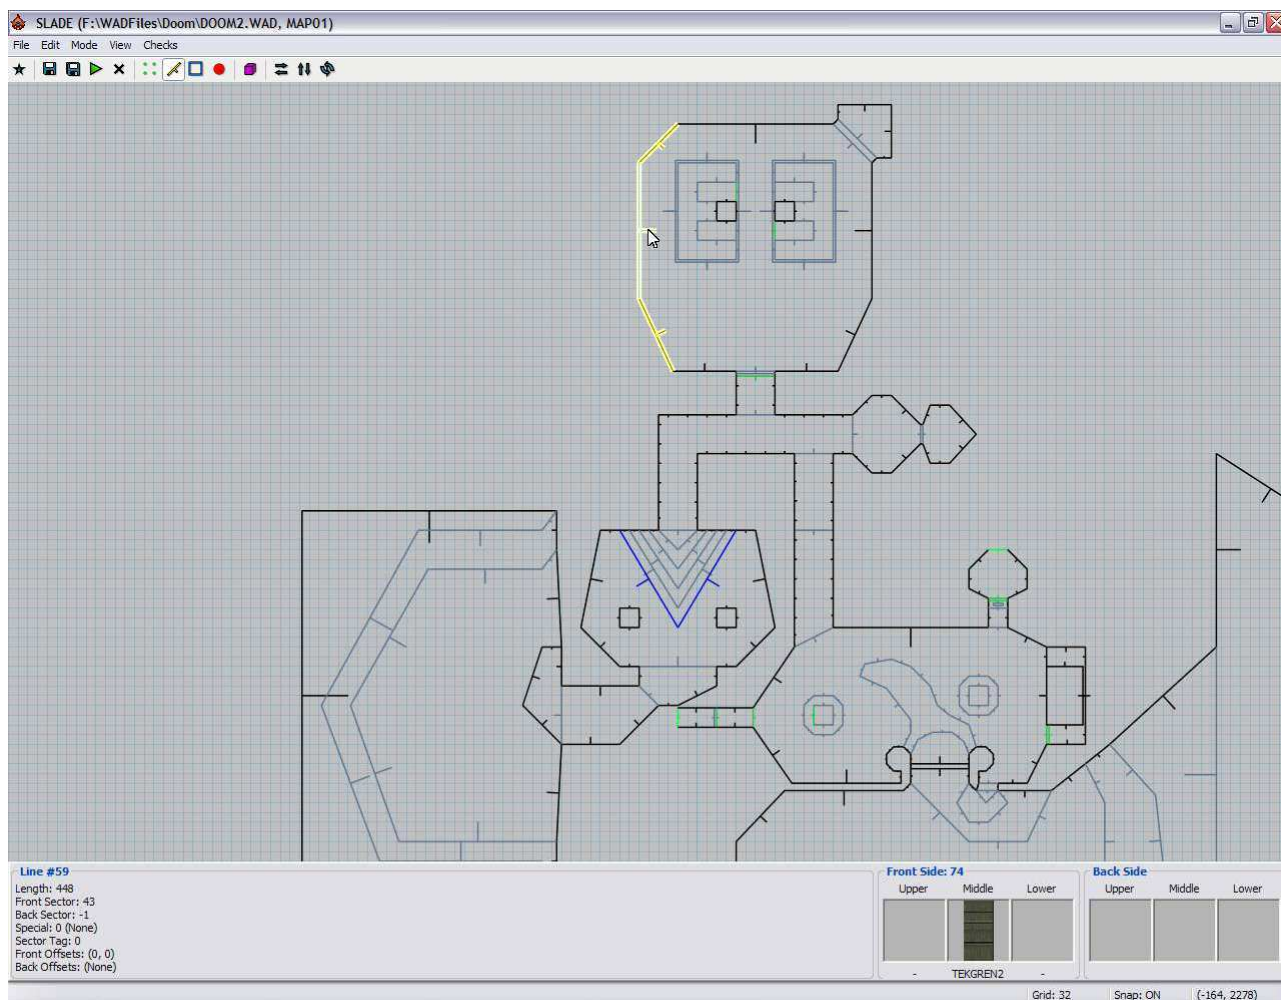 SLADE (F:\WADFiles\Doom\DOOM2.WAD, MAP01)
File Edit Mode View Checks
Line #59
Length: 448
Front Sector: 43
Back Sector: -1
Special: 0 (None)
Sector Tag: 0
Front Offsets: (0, 0)
Back Offsets: (None)
Front Side: 74
Upper Middle Lower
- TEKGREN2 -
Back Side
Upper Middle Lower
Grid: 32 Snap: ON (-164, 2278)